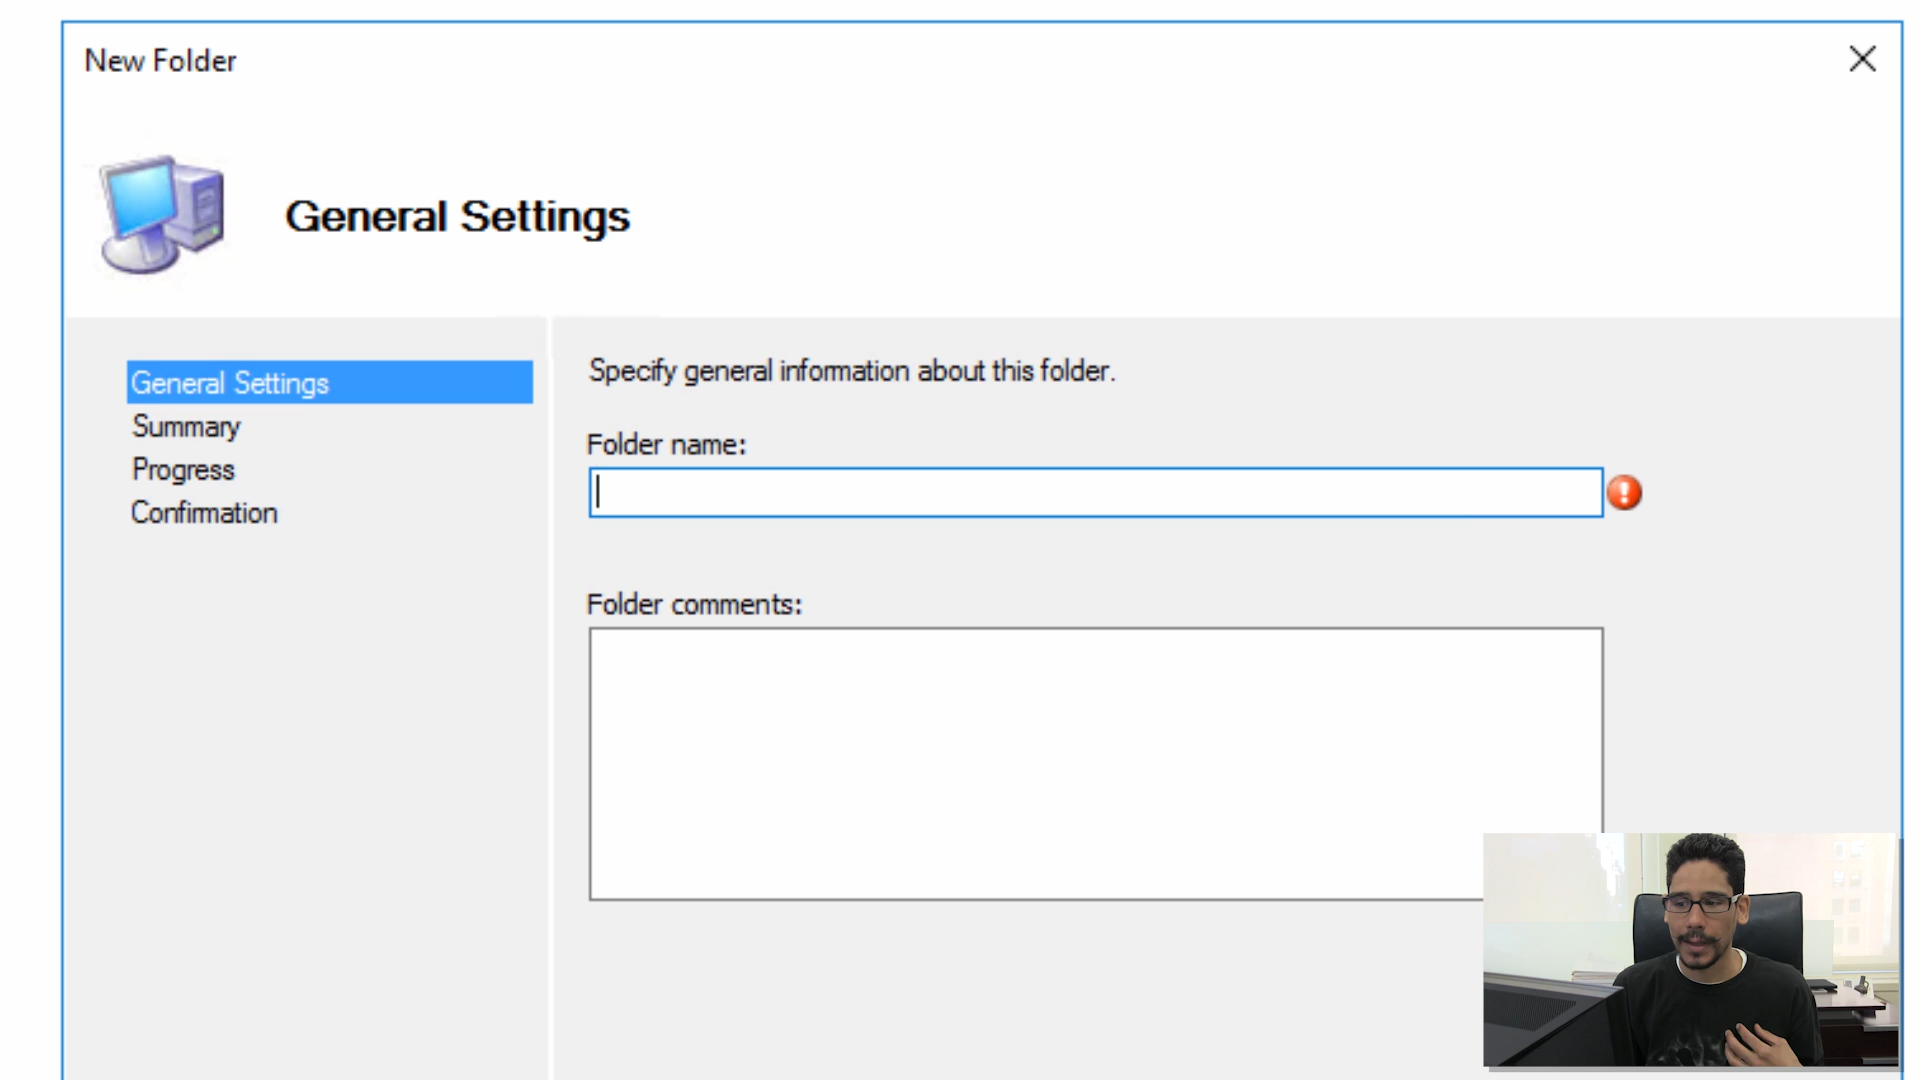 New Folder
General Settings
General Settings
Summary
Progress
Confirmation
Specify general information about this folder.
Folder name:
Folder comments: